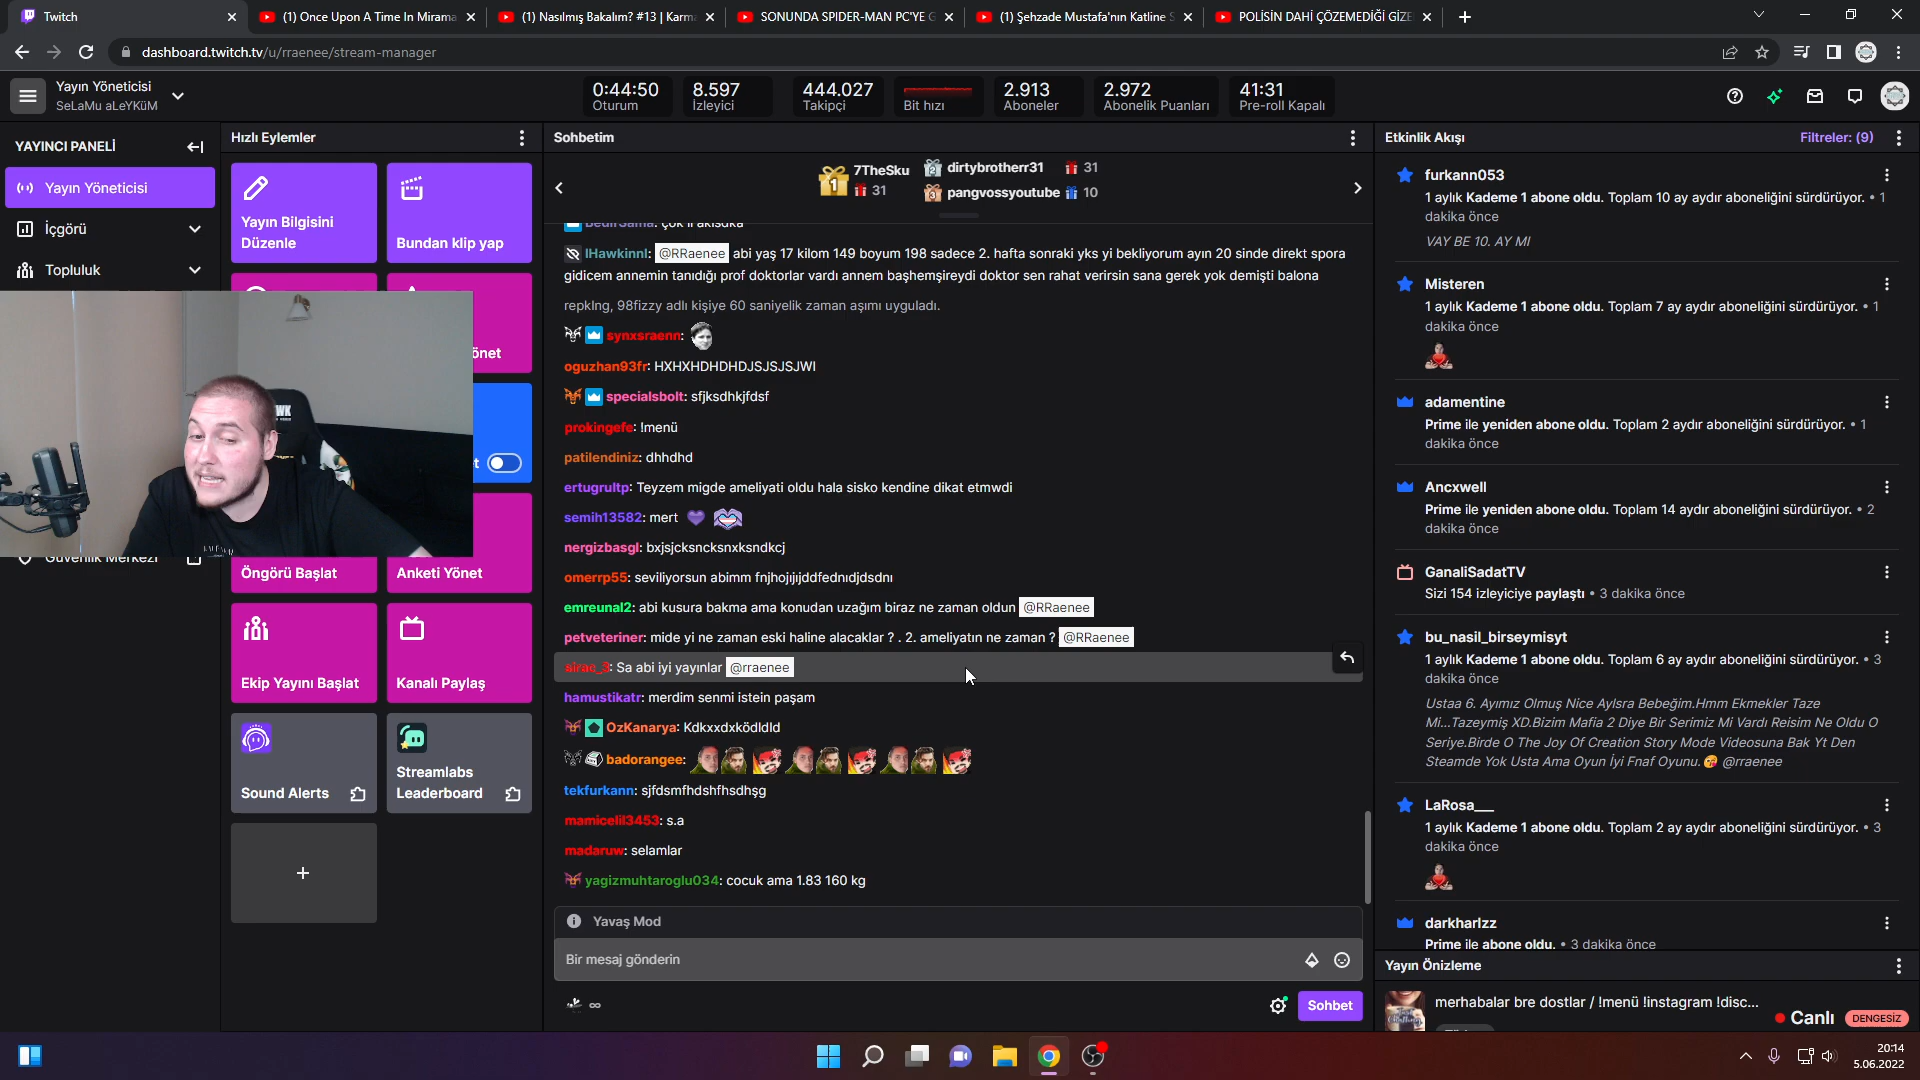 Twitch
(1) Once Upon A Time In Mirama
(1) Nasılmış Bakalım? #13 | Karma
SONUNDA SPIDER-MAN PC'YE G
(1) Şehzade Mustafa'nın Katline S
POLİSİN DAHİ ÇÖZEMEDİĞİ GİZE
dashboard.twitch.tv/u/rraenee/stream-manager
Yayın Yöneticisi
SeLaMu aLeYKüM
0:44:50
Oturum
8.597
İzleyici
444.027
Takipçi
Bit hızı
2.913
Aboneler
2.972
Abonelik Puanları
41:31
Pre-roll Kapalı
YAYINCI PANELİ
Yayın Yöneticisi
İçgörü
Topluluk
Güvenlik Merkezi
Hızlı Eylemler
Yayın Bilgisini
Düzenle
Bundan klip yap
Öngörü Başlat
Anketi Yönet
Ekip Yayını Başlat
Kanalı Paylaş
Sound Alerts
Streamlabs
Leaderboard
Sohbetim
7TheSku
31
dirtybrotherr31 31
pangvossyoutube 10
lHawkinnl: @RRaenee abi yaş 17 kilom 149 boyum 198 sadece 2. hafta sonraki yks yi bekliyorum ayın 20 sinde direkt spora
gidicem annemin tanıdığı prof doktorlar vardı annem başhemşireydi doktor sen rahat verirsin sana gerek yok demişti balona
repklng, 98fizzy adlı kişiye 60 saniyelik zaman aşımı uyguladı.
synxsraenn:
oguzhan93fr: HXHXHDHDHDJSJSJSJWI
specialsbolt: sfjksdhkjfdsf
prokingefe: !menü
patilendiniz: dhhdhd
ertugrultp: Teyzem migde ameliyati oldu hala sisko kendine dikat etmwdi
semih13582: mert
nergizbasgl: bxjsjcksncksnxksndkcj
omerrp55: seviliyorsun abimm fnjhojıjıjddfednıdjdsdnı
emreunal2: abi kusura bakma ama konudan uzağım biraz ne zaman oldun @RRaenee
petveteriner: mide yi ne zaman eski haline alacaklar ? . 2. ameliyatın ne zaman ? @RRaenee
sirac_3: Sa abi iyi yayınlar @rraenee
hamustikatr: merdim senmi istein paşam
OzKanarya: Kdkxxdxködldld
badorangee:
tekfurkann: sjfdsmfhdshfhsdhşg
mamicelil3453: s.a
madaruw: selamlar
yagizmuhtaroglu034: cocuk ama 1.83 160 kg
Yavaş Mod
Bir mesaj gönderin
Sohbet
Etkinlik Akışı
Filtreler: (9)
furkann053
1 aylık Kademe 1 abone oldu. Toplam 10 ay aydır aboneliğini sürdürüyor. • 1
dakika önce
VAY BE 10. AY MI
Misteren
1 aylık Kademe 1 abone oldu. Toplam 7 ay aydır aboneliğini sürdürüyor. • 1
dakika önce
adamentine
Prime ile yeniden abone oldu. Toplam 2 aydır aboneliğini sürdürüyor. • 1
dakika önce
Ancxwell
Prime ile yeniden abone oldu. Toplam 14 aydır aboneliğini sürdürüyor. • 2
dakika önce
GanaliSadatTV
Sizi 154 izleyiciye paylaştı • 3 dakika önce
bu_nasil_birseymisyt
1 aylık Kademe 1 abone oldu. Toplam 6 ay aydır aboneliğini sürdürüyor. • 3
dakika önce
Ustaa 6. Ayımız Olmuş Nice Aylsra Bebeğim.Hmm Ekmekler Taze
Mi...Tazeymiş XD.Bizim Mafia 2 Diye Bir Serimiz Mi Vardı Reisim Ne Oldu O
Seriye.Birde O The Joy Of Creation Story Mode Videosuna Bak Yt Den
Steamde Yok Usta Ama Oyun İyi Fnaf Oyunu. @rraenee
LaRosa__
1 aylık Kademe 1 abone oldu. Toplam 2 ay aydır aboneliğini sürdürüyor. • 3
dakika önce
darkharlzz
Prime ile abone oldu. • 3 dakika önce
Yayın Önizleme
merhabalar bre dostlar / !menü !instagram !disc...
Canlı
DENGESİZ
20:14
5.06.2022